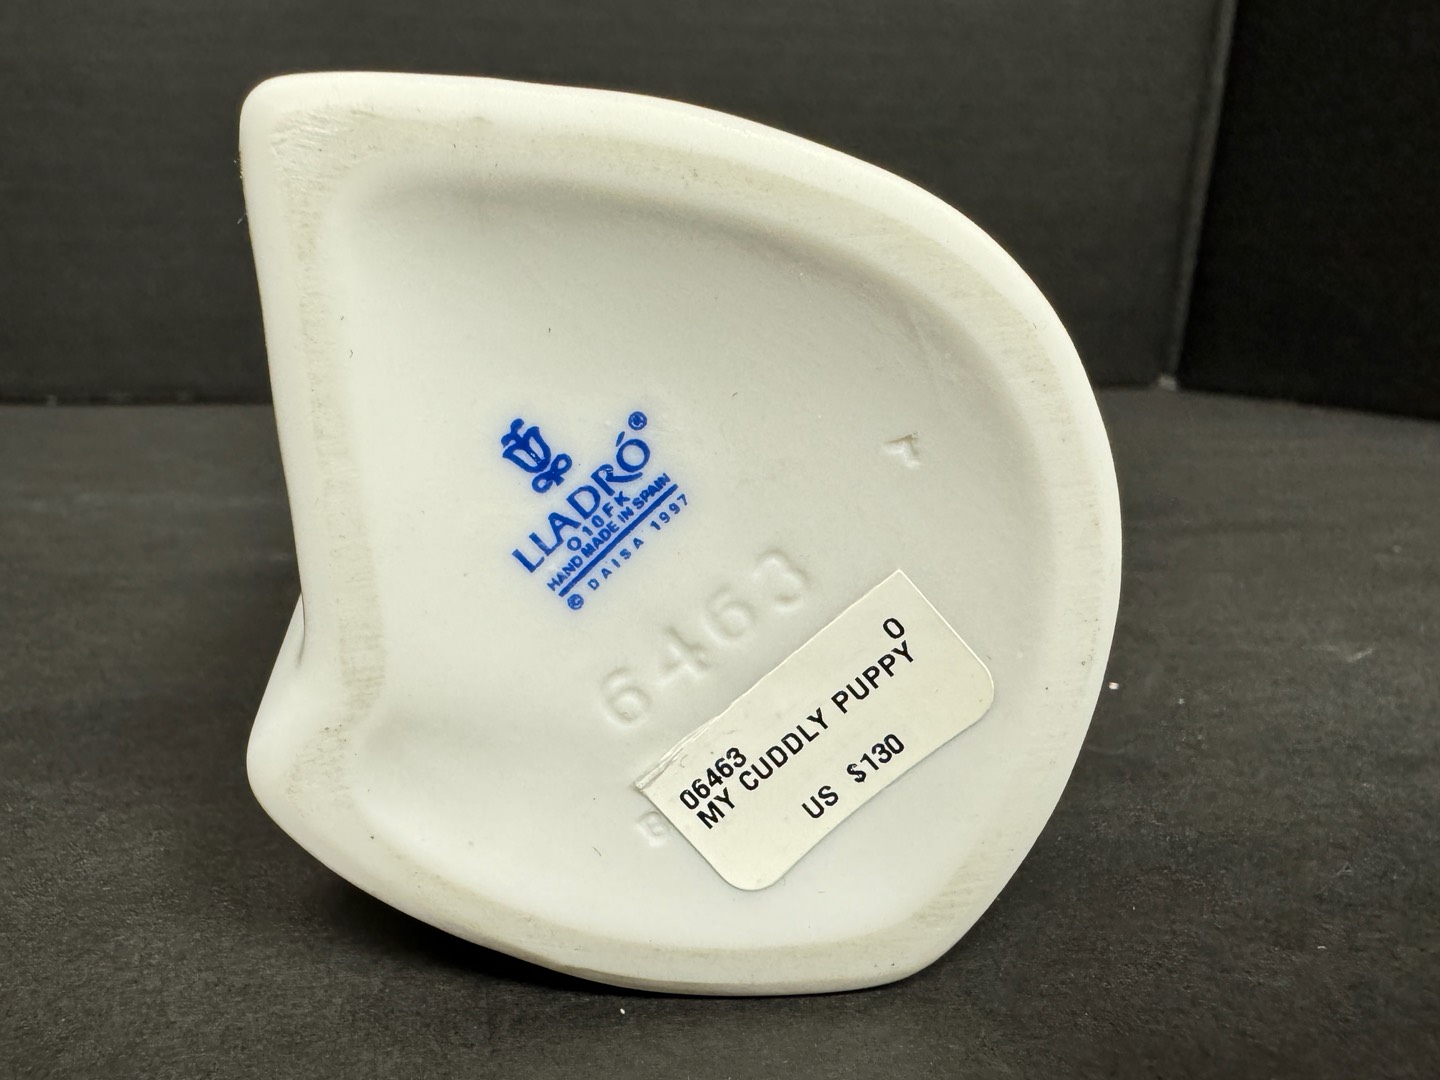 LLADRÓ®
010FK
HAND MADE IN SPAIN
© DAISA 1997
6463
06463 0
MY CUDDLY PUPPY
US $130